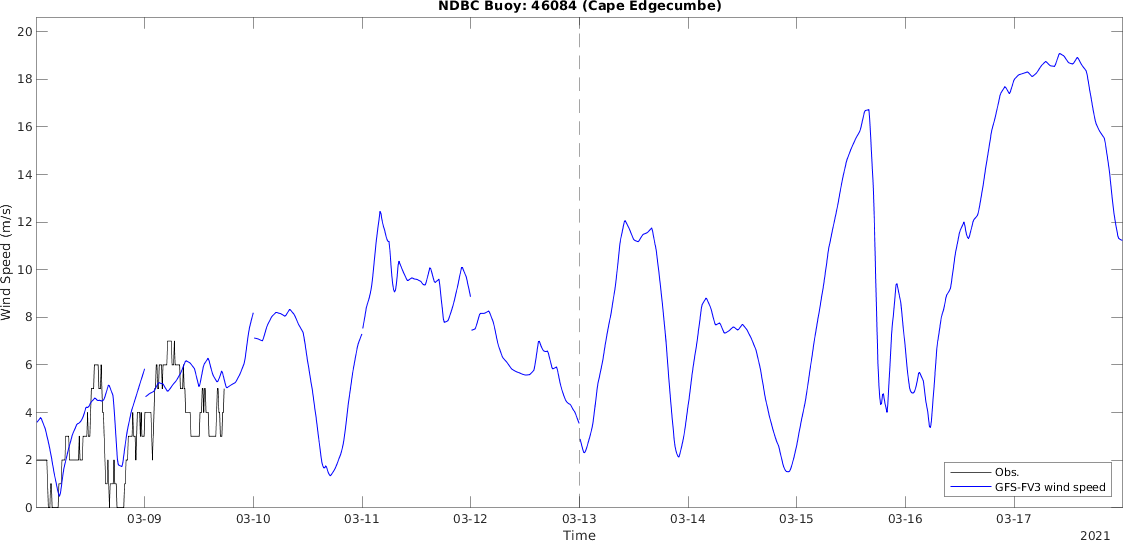 NDBC Buoy: 46084 (Cape Edgecumbe)
20
18
16
14
12
10
8
6
4
2
0
Wind Speed (m/s)
Obs.
GFS-FV3 wind speed
03-09 03-10 03-11 03-12 03-13 03-14 03-15 03-16 03-17
Time
2021